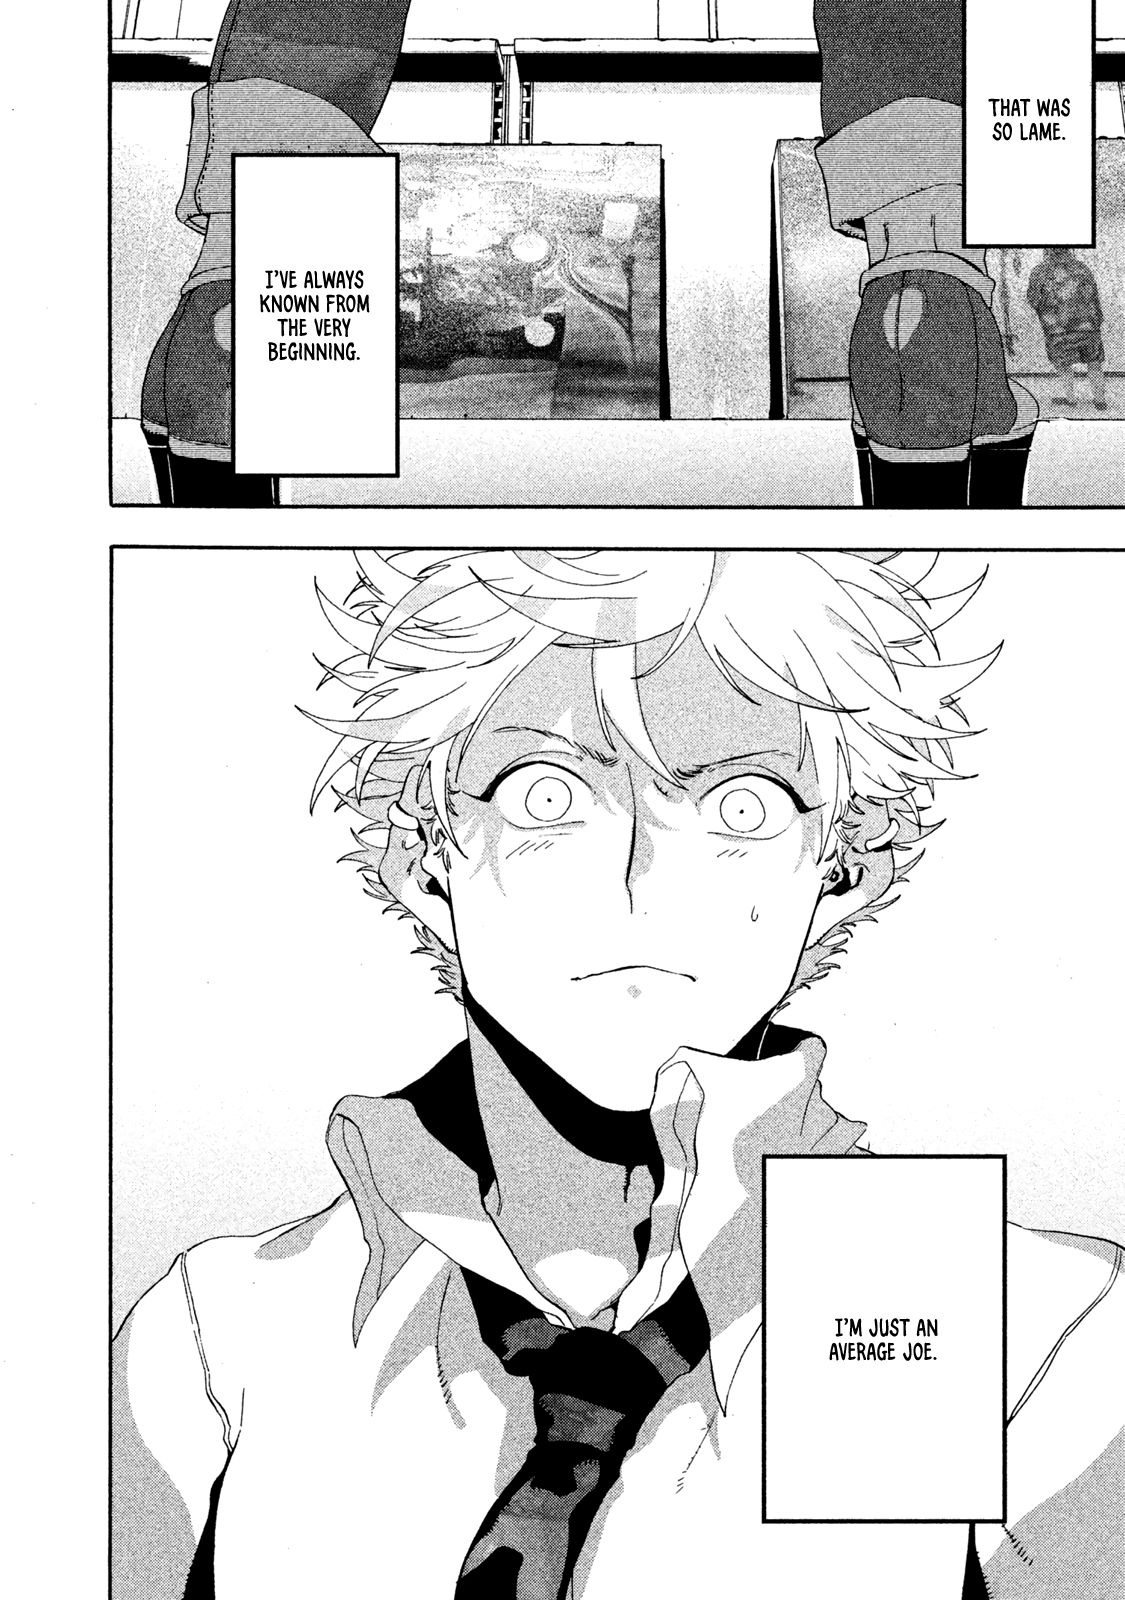 THAT WAS
SO LAME.
I'VE ALWAYS
KNOWN FROM
THE VERY
BEGINNING.
I'M JUST AN
AVERAGE JOE.